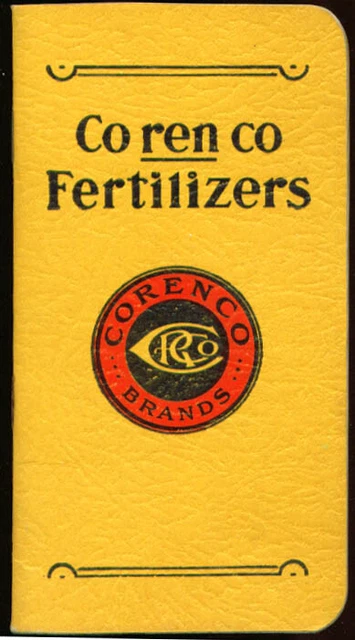 Co ren co
Fertilizers
CORENCO
CRCo
BRANDS